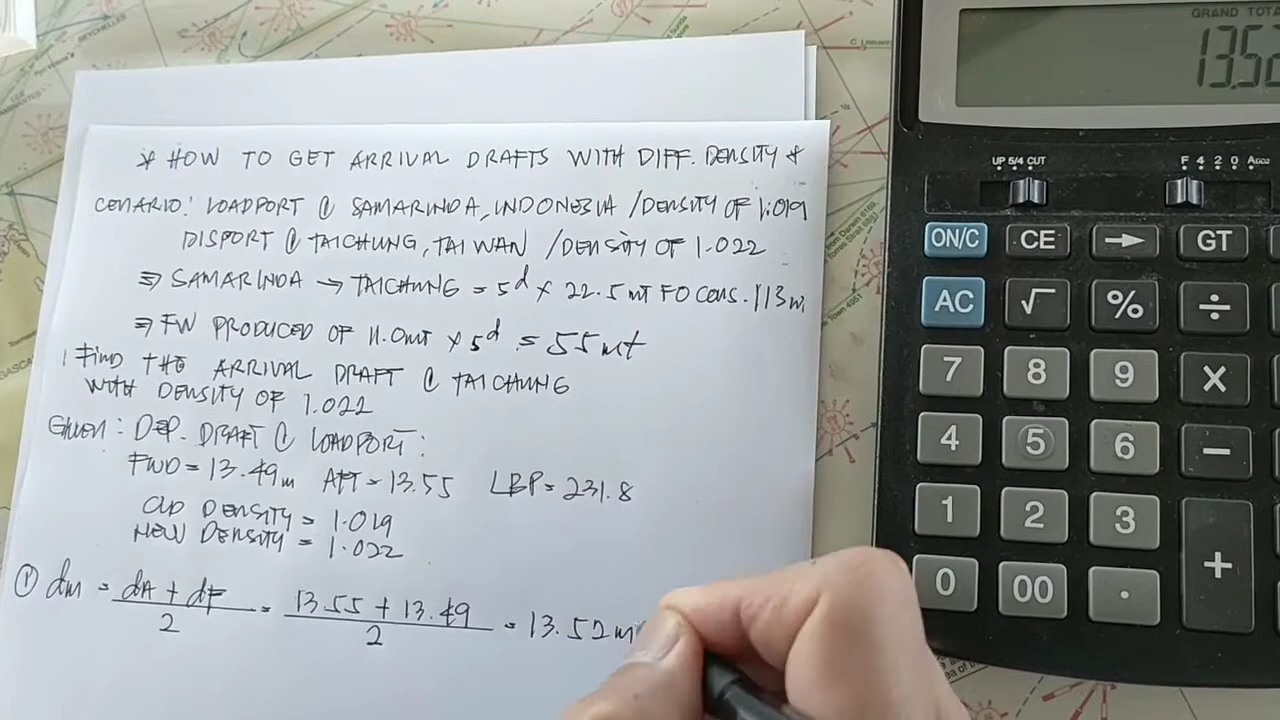 * HOW TO GET ARRIVAL DRAFTS WITH DIFF. DENSITY *
CENARIO: LOADPORT @ SAMARINDA, INDONESIA /DENSITY OF 1.019
DISPORT @ TAICHUNG, TAIWAN /DENSITY OF 1.022
⇒ SAMARINDA → TAICHUNG = 5d x 22.5 mt FO CONS. 113 m
⇒ FW PRODUCED OF 11.0mt x 5d = 55 mt
FIND THE ARRIVAL DRAFT @ TAICHUNG
WITH DENSITY OF 1.022
GIVEN: DEP. DRAFT @ LOADPORT:
FWD = 13.49m AFT = 13.55 LBP = 231.8
OLD DENSITY = 1.019
NEW DENSITY = 1.022
① dm = dA + dF / 2 = 13.55 + 13.49 / 2 = 13.52 m
GRAND TOTA
13.5
UP 5/4 CUT
F 4 2 0 ADD2
ON/C CE → GT
AC √ % ÷
7 8 9 X
4 5 6 −
1 2 3 +
0 00 ·